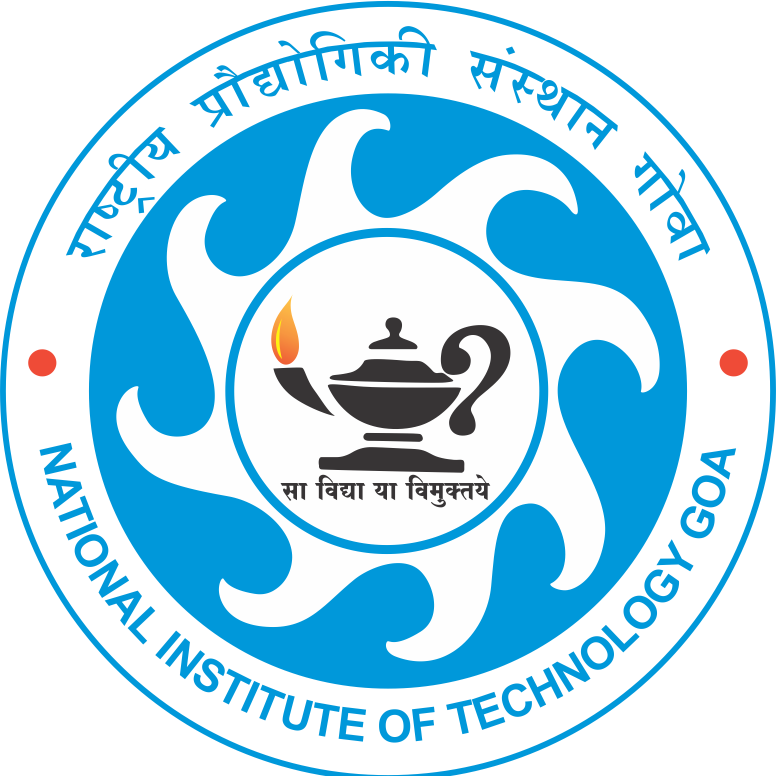 राष्ट्रीय प्रौद्योगिकी संस्थान गोवा
सा विद्या या विमुक्तये
NATIONAL INSTITUTE OF TECHNOLOGY GOA